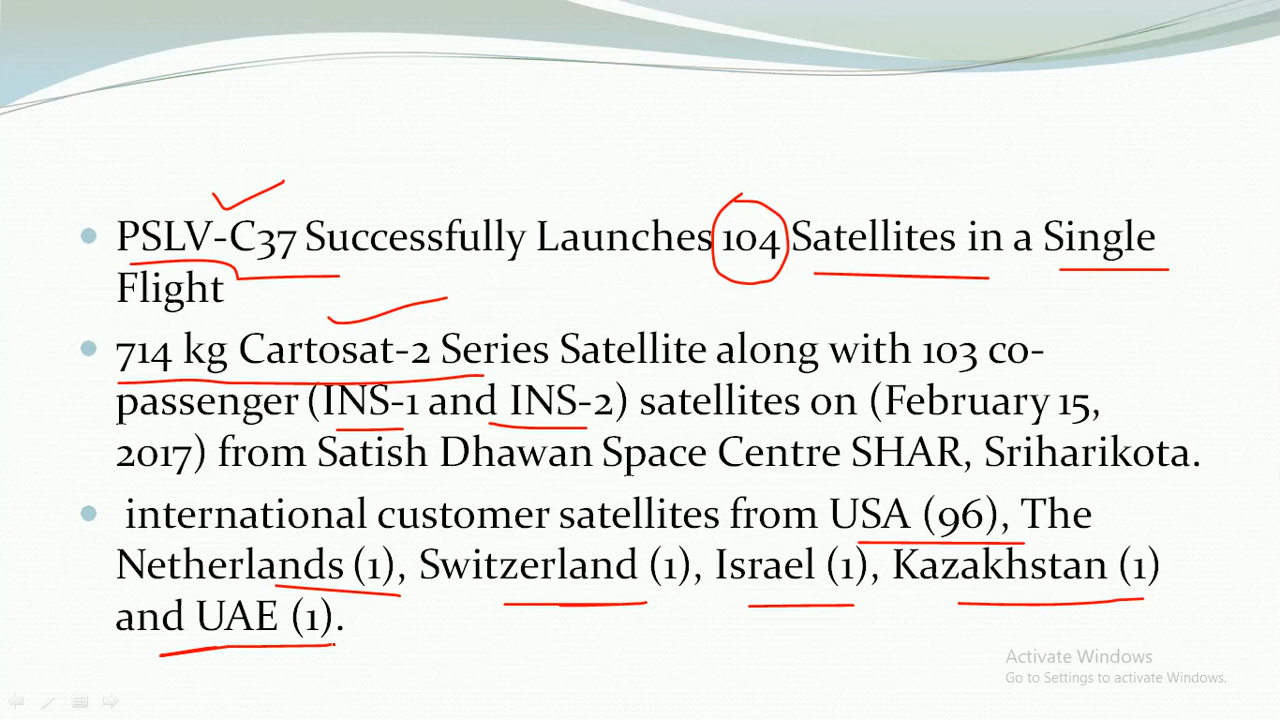 PSLV-C37 Successfully Launches 104 Satellites in a Single
Flight
714 kg Cartosat-2 Series Satellite along with 103 co-
passenger (INS-1 and INS-2) satellites on (February 15,
2017) from Satish Dhawan Space Centre SHAR, Sriharikota.
international customer satellites from USA (96), The
Netherlands (1), Switzerland (1), Israel (1), Kazakhstan (1)
and UAE (1).
Activate Windows
Go to Settings to activate Windows.